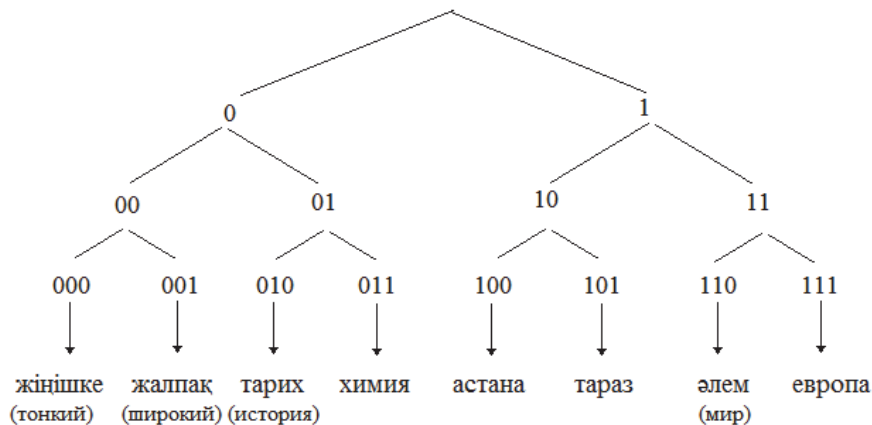 0 1
00 01 10 11
000 001 010 011 100 101 110 111
жіңішке жалпақ тарих химия астана тараз әлем европа
(тонкий) (широкий) (история) (мир)